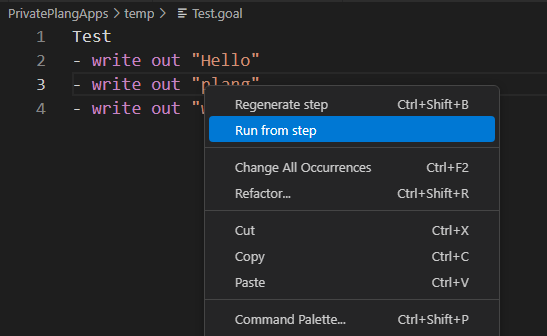 PrivatePlangApps > temp > Test.goal
1 Test
2 - write out "Hello"
3 - write out "plang"
4 - write out "w
Regenerate step Ctrl+Shift+B
Run from step
Change All Occurrences Ctrl+F2
Refactor... Ctrl+Shift+R
Cut Ctrl+X
Copy Ctrl+C
Paste Ctrl+V
Command Palette... Ctrl+Shift+P